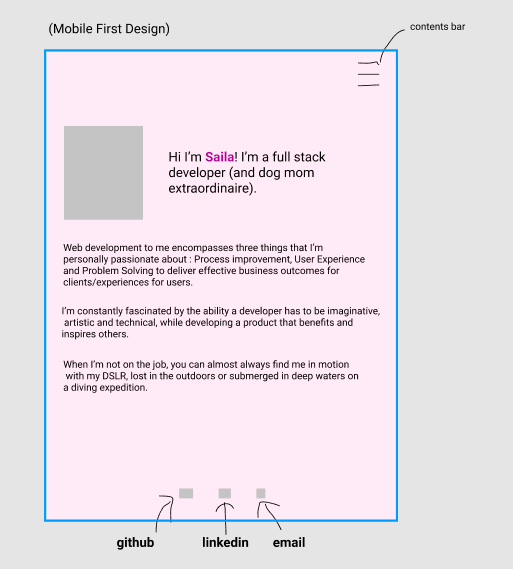 (Mobile First Design)
contents bar
Hi I'm Saila! I'm a full stack
developer (and dog mom
extraordinaire).
Web development to me encompasses three things that I'm
personally passionate about : Process improvement, User Experience
and Problem Solving to deliver effective business outcomes for
clients/experiences for users.
I'm constantly fascinated by the ability a developer has to be imaginative,
artistic and technical, while developing a product that benefits and
inspires others.
When I'm not on the job, you can almost always find me in motion
with my DSLR, lost in the outdoors or submerged in deep waters on
a diving expedition.
github linkedin email